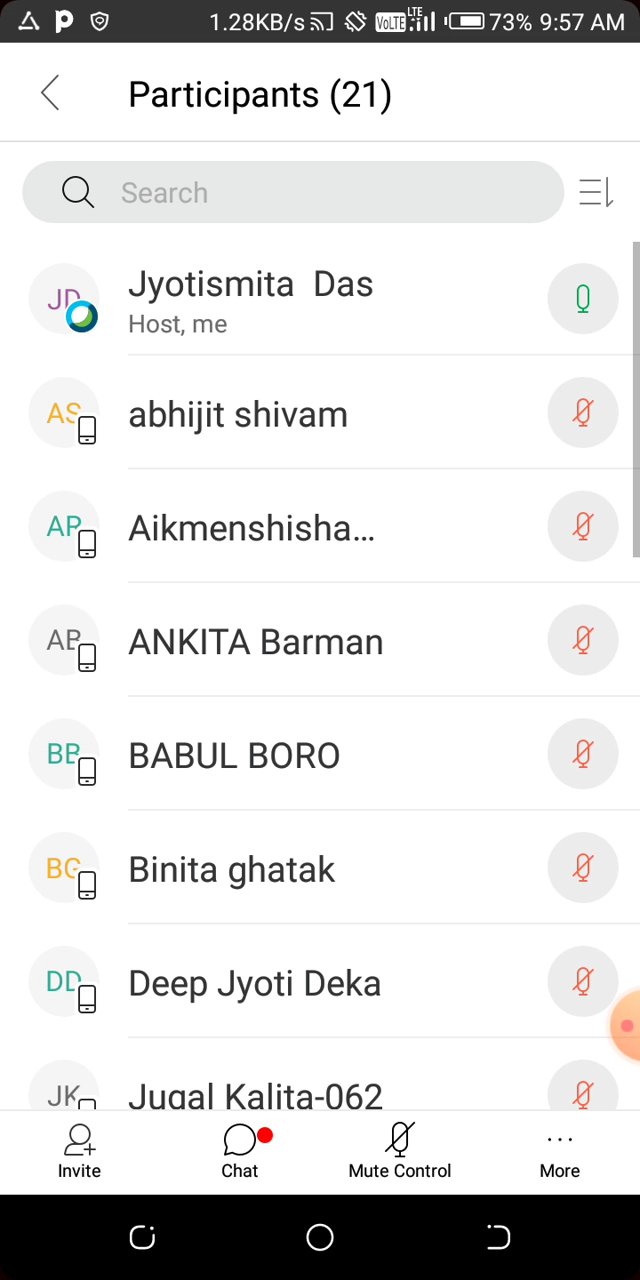 1.28KB/s VoLTE LTE 73% 9:57 AM
Participants (21)
Search
JD
Jyotismita Das
Host, me
AS
abhijit shivam
AP
Aikmenshisha...
AB
ANKITA Barman
BB
BABUL BORO
BG
Binita ghatak
DD
Deep Jyoti Deka
JK
Jugal Kalita-062
Invite
Chat
Mute Control
More